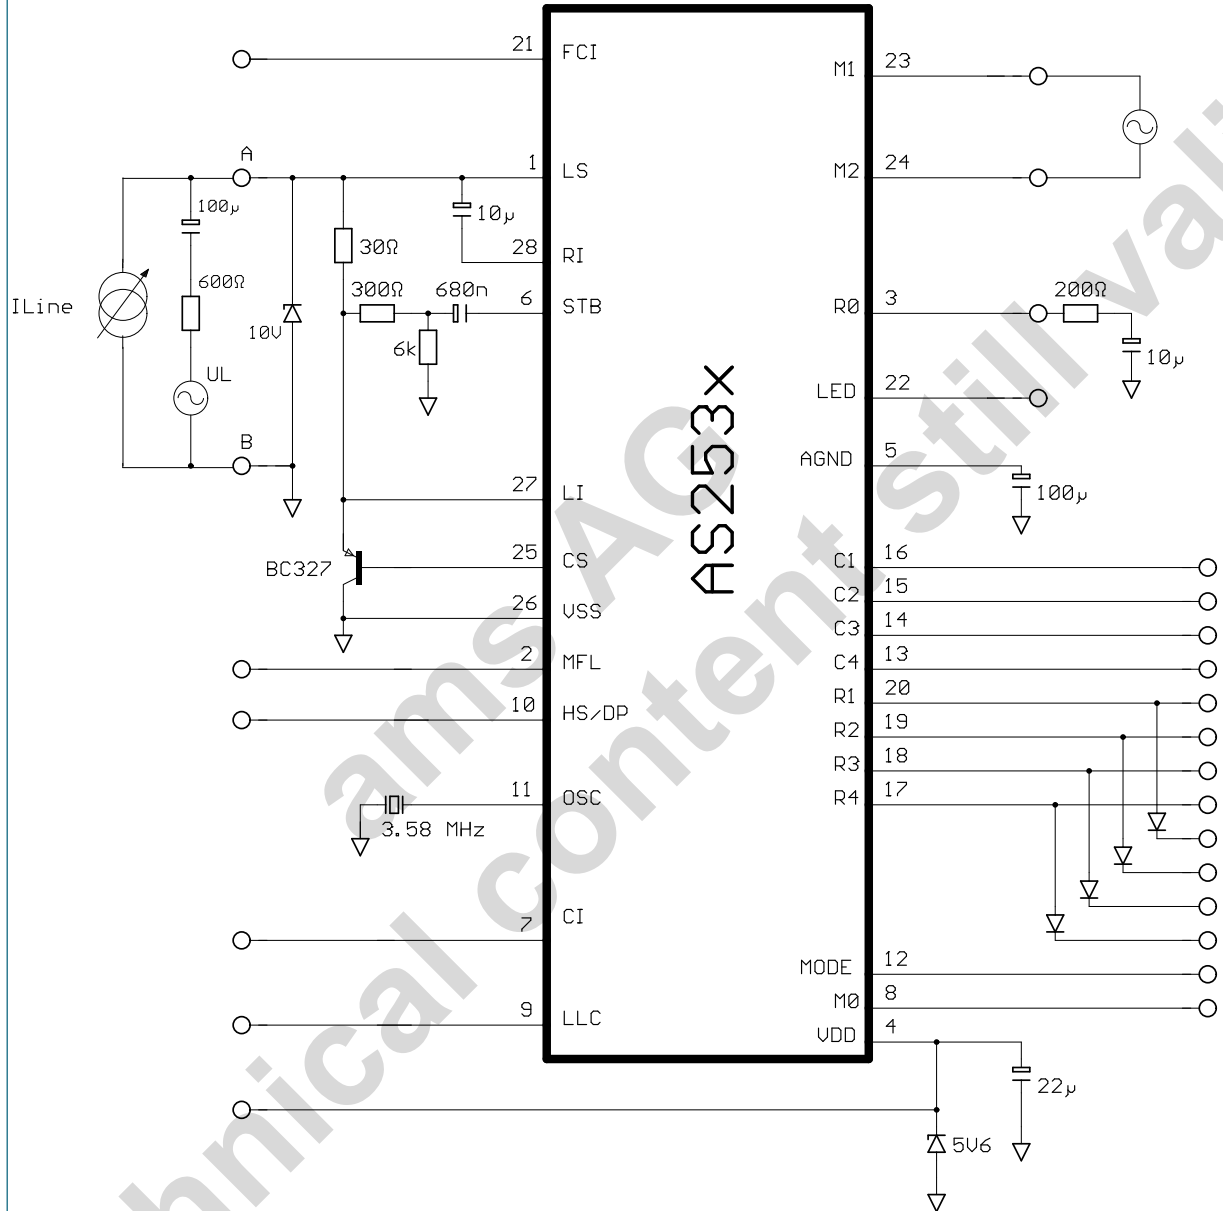 21 FCI
M1 23
A
1 LS
M2 24
100µ
10µ
30Ω
28 RI
ILine
600Ω
300Ω 680n 6 STB
R0 3 200Ω
10V
6k
10µ
UL
LED 22
B
AGND 5
27 LI
100µ
AS253x
BC327
25 CS
C1 16
C2 15
26 VSS
C3 14
2 MFL
C4 13
R1 20
10 HS/DP
R2 19
R3 18
11 OSC
R4 17
3.58 MHz
7 CI
MODE 12
M0 8
9 LLC
VDD 4
22µ
5V6
ams AG
hnical content still vali